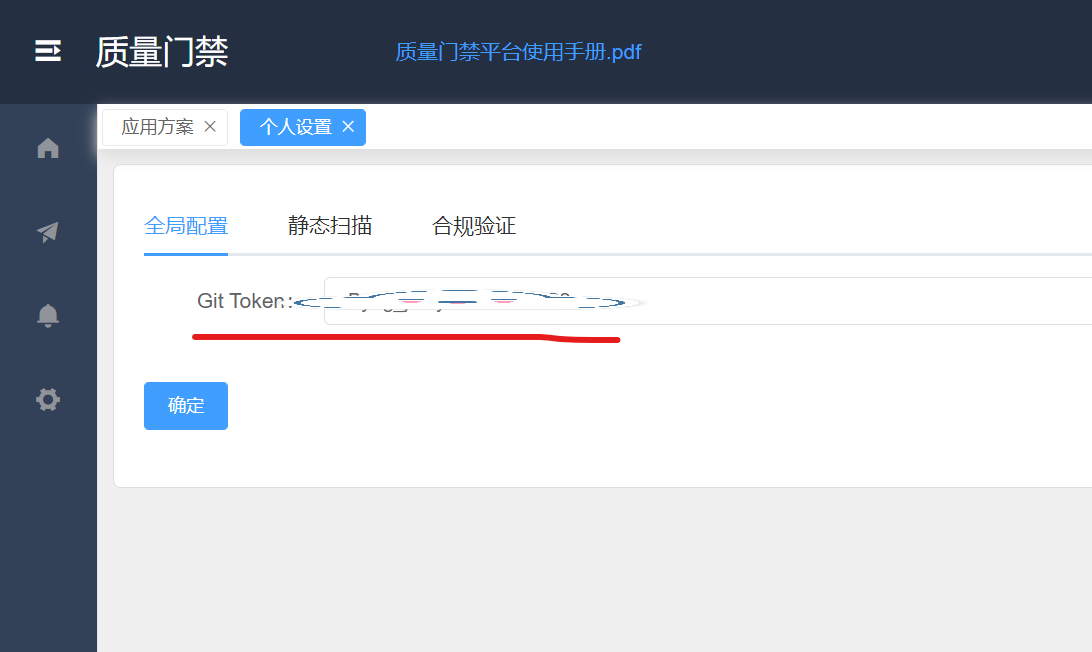 质量门禁
质量门禁平台使用手册.pdf
应用方案
个人设置
全局配置 静态扫描 合规验证
Git Token:
确定